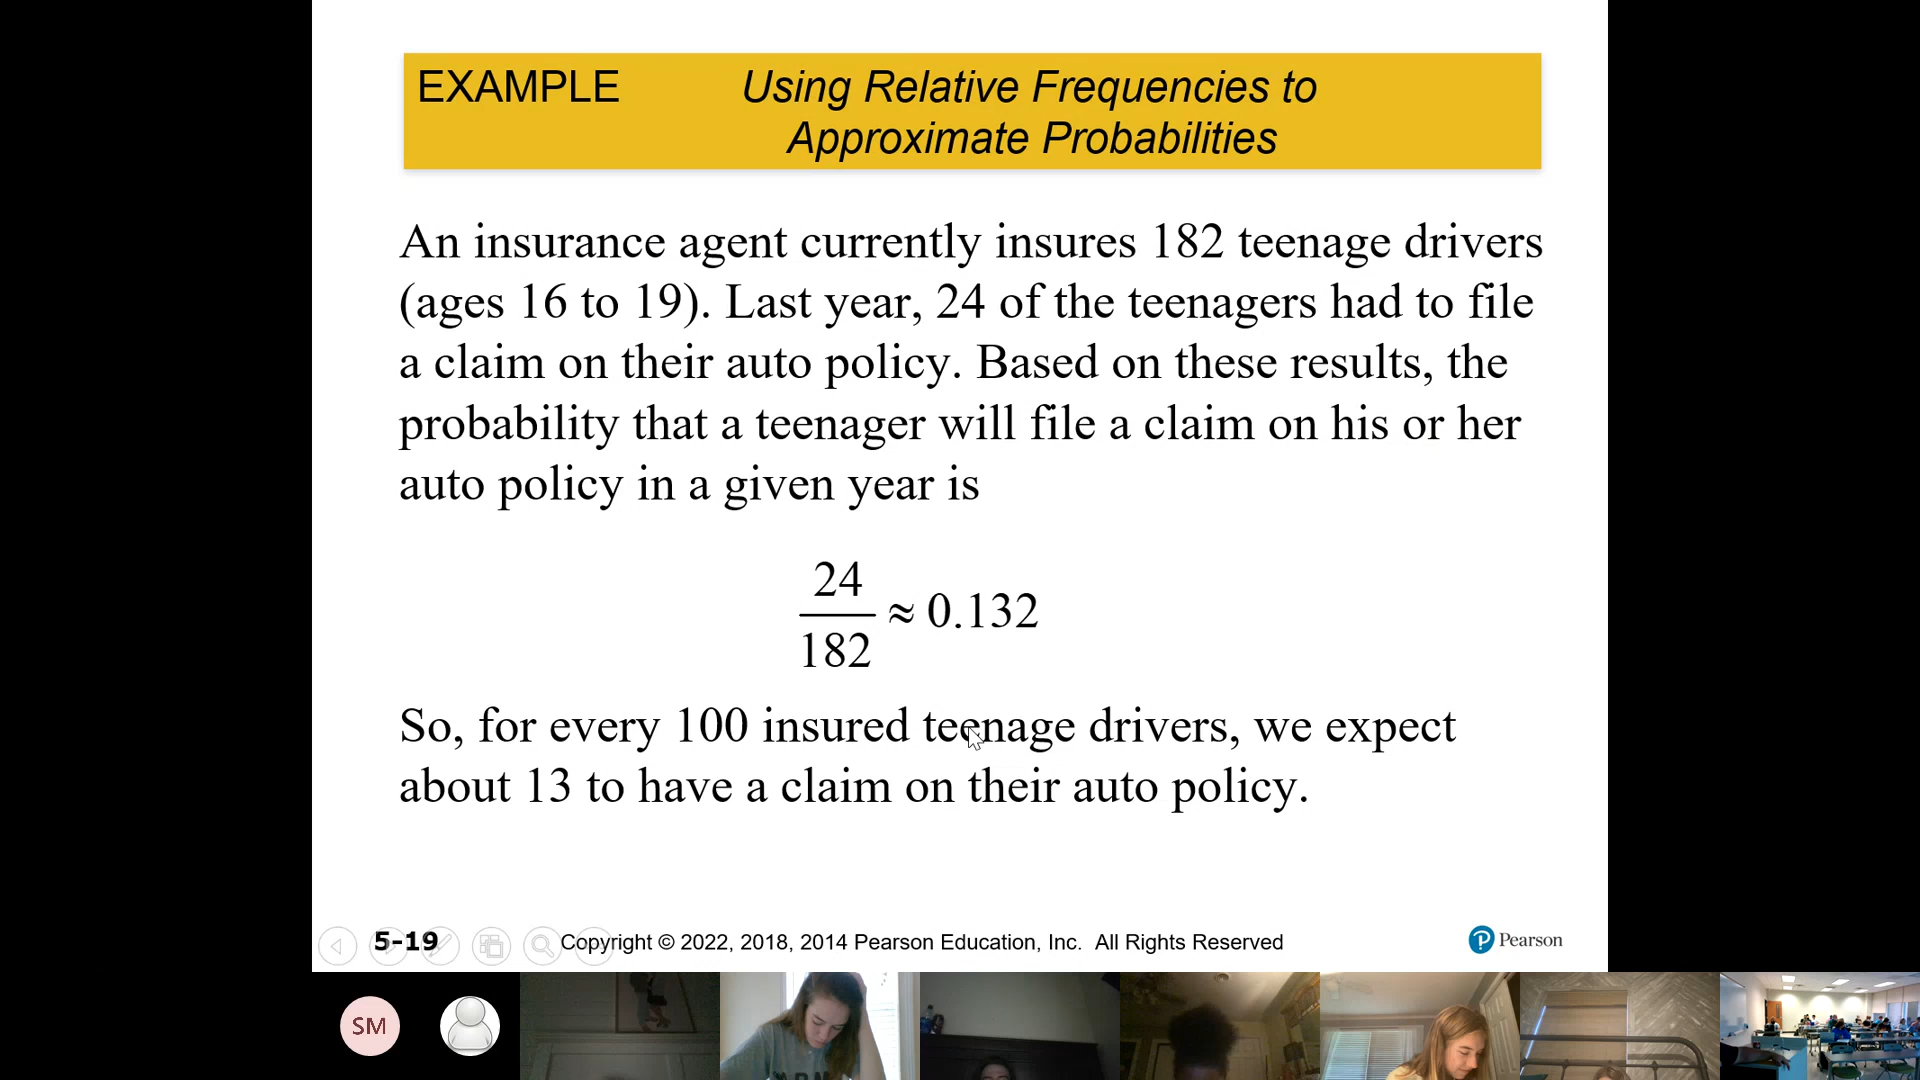 EXAMPLE Using Relative Frequencies to
Approximate Probabilities
An insurance agent currently insures 182 teenage drivers
(ages 16 to 19). Last year, 24 of the teenagers had to file
a claim on their auto policy. Based on these results, the
probability that a teenager will file a claim on his or her
auto policy in a given year is
24
182
≈ 0.132
So, for every 100 insured teenage drivers, we expect
about 13 to have a claim on their auto policy.
5-19 Copyright © 2022, 2018, 2014 Pearson Education, Inc. All Rights Reserved
Pearson
SM